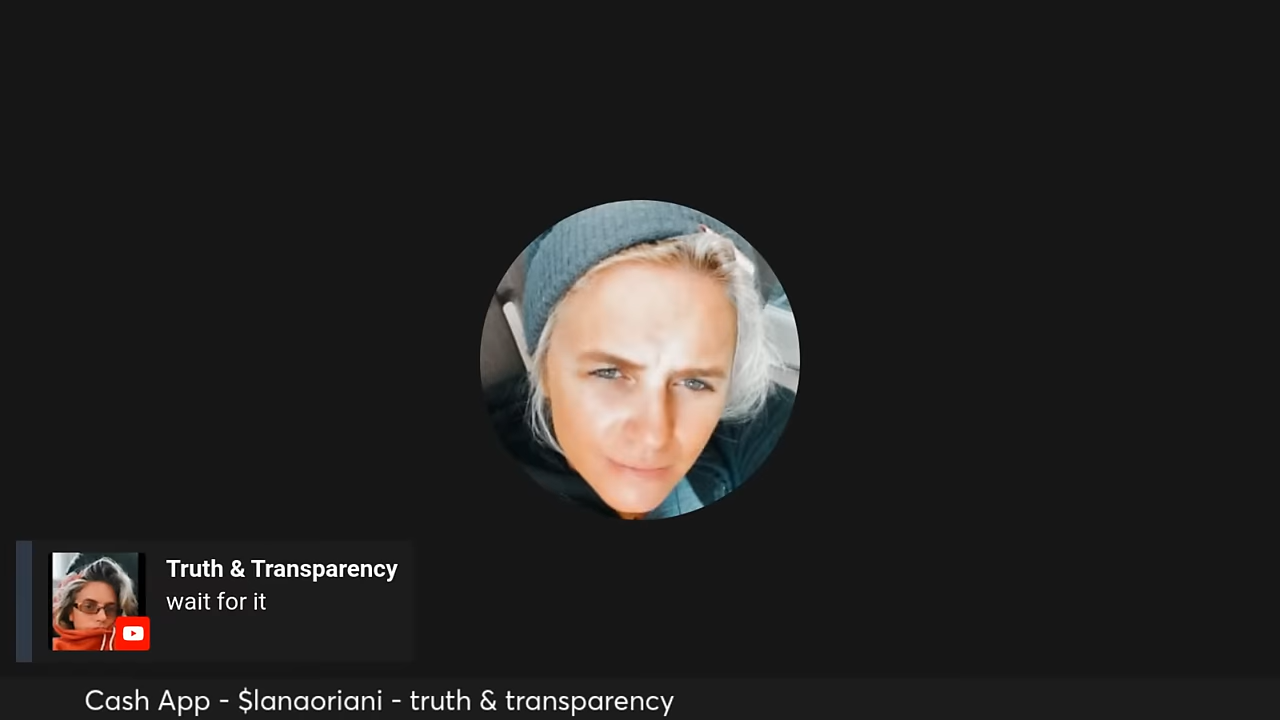 Truth & Transparency
wait for it
Cash App - $lanaoriani - truth & transparency